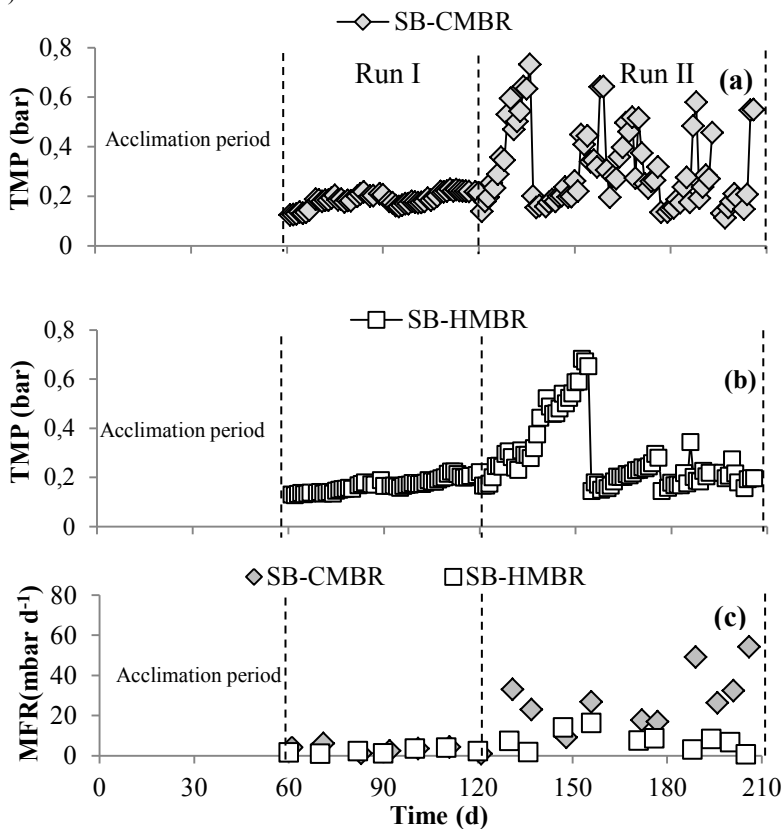 )
SB-CMBR
0,8
Run I
Run II
(a)
0,6
TMP (bar)
Acclimation period
0,4
0,2
0
SB-HMBR
0,8
0,6
(b)
TMP (bar)
Acclimation period
0,4
0,2
0
SB-CMBR
SB-HMBR
80
(c)
60
MFR(mbar d-1)
Acclimation period
40
20
0
0
30
60
90
120
150
180
210
Time (d)